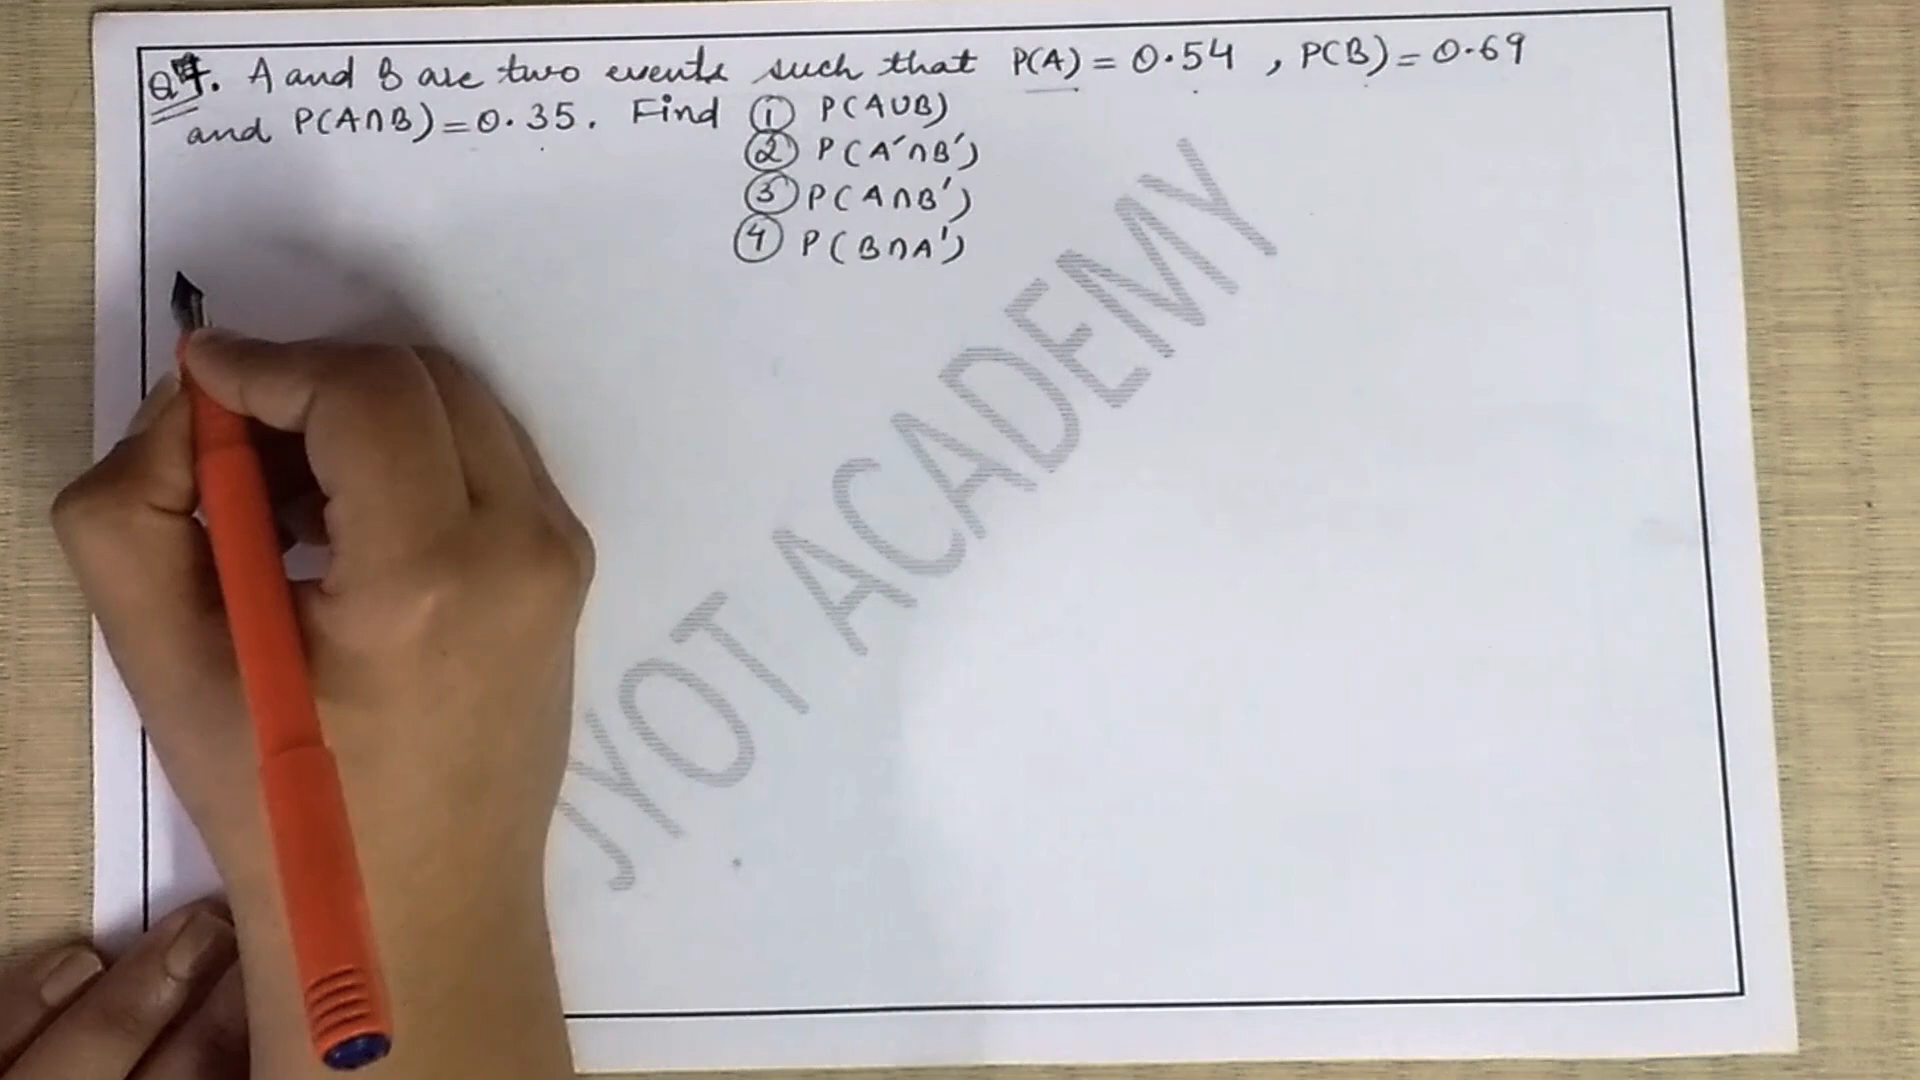 Q7. A and B are two events such that P(A) = 0.54 , P(B) = 0.69
and P(A∩B) = 0.35. Find ① P(A∪B)
② P(A′∩B′)
③ P(A∩B′)
④ P(B∩A′)
JYOT ACADEMY